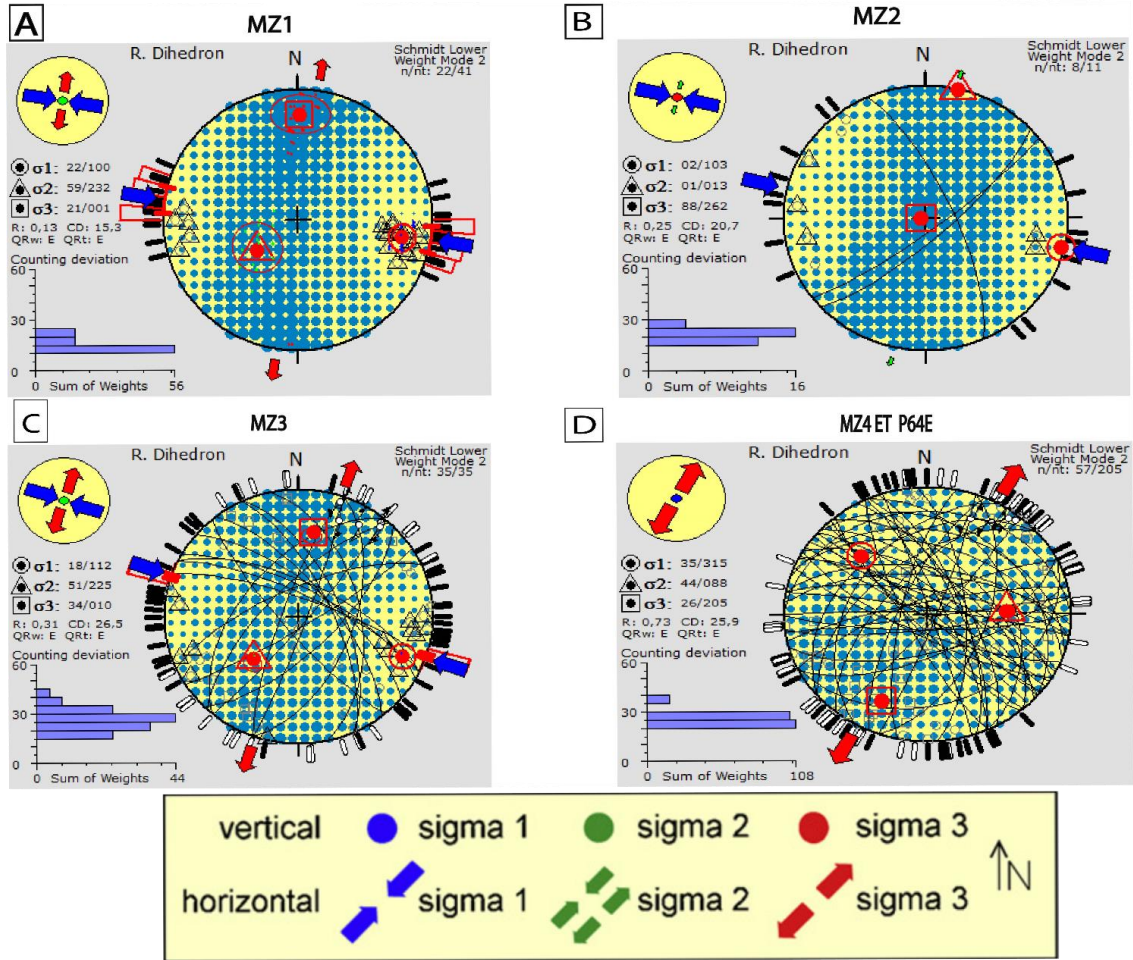 A
MZ1
R. Dihedron
N
Schmidt Lower
Weight Mode 2
n/nt: 22/41
σ1: 22/100
σ2: 59/232
σ3: 21/001
R: 0,13 CD: 15,3
QRw: E QRt: E
Counting deviation
60
30
0
0 Sum of Weights 56
B
MZ2
R. Dihedron
N
Schmidt Lower
Weight Mode 2
n/nt: 8/11
σ1: 02/103
σ2: 01/013
σ3: 88/262
R: 0,25 CD: 20,7
QRw: E QRt: E
Counting deviation
60
30
0
0 Sum of Weights 16
C
MZ3
R. Dihedron
N
Schmidt Lower
Weight Mode 2
n/nt: 35/35
σ1: 18/112
σ2: 51/225
σ3: 34/010
R: 0,31 CD: 26,5
QRw: E QRt: E
Counting deviation
60
30
0
0 Sum of Weights 44
D
MZ4 ET P64E
R. Dihedron
N
Schmidt Lower
Weight Mode 2
n/nt: 57/205
σ1: 35/315
σ2: 44/088
σ3: 26/205
R: 0,73 CD: 25,9
QRw: E QRt: E
Counting deviation
60
30
0
0 Sum of Weights 108
vertical sigma 1 sigma 2 sigma 3
horizontal sigma 1 sigma 2 sigma 3
N